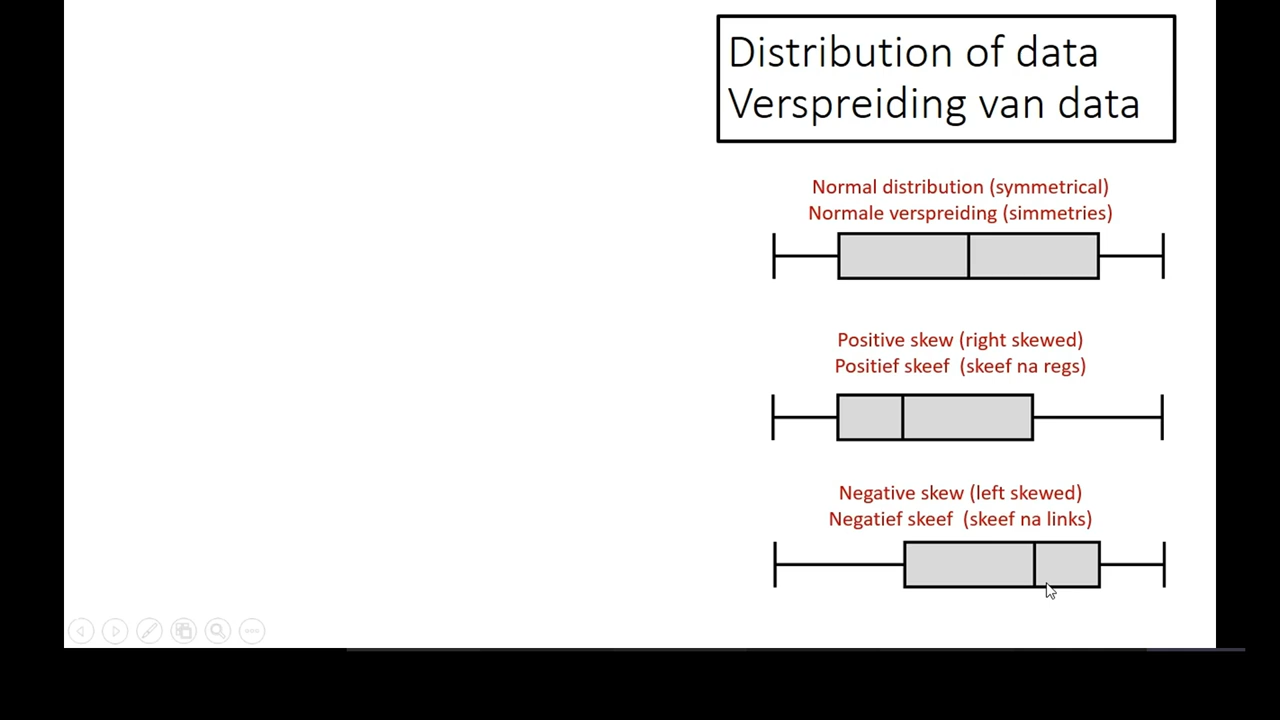 Distribution of data
Verspreiding van data
Normal distribution (symmetrical)
Normale verspreiding (simmetries)
Positive skew (right skewed)
Positief skeef  (skeef na regs)
Negative skew (left skewed)
Negatief skeef  (skeef na links)